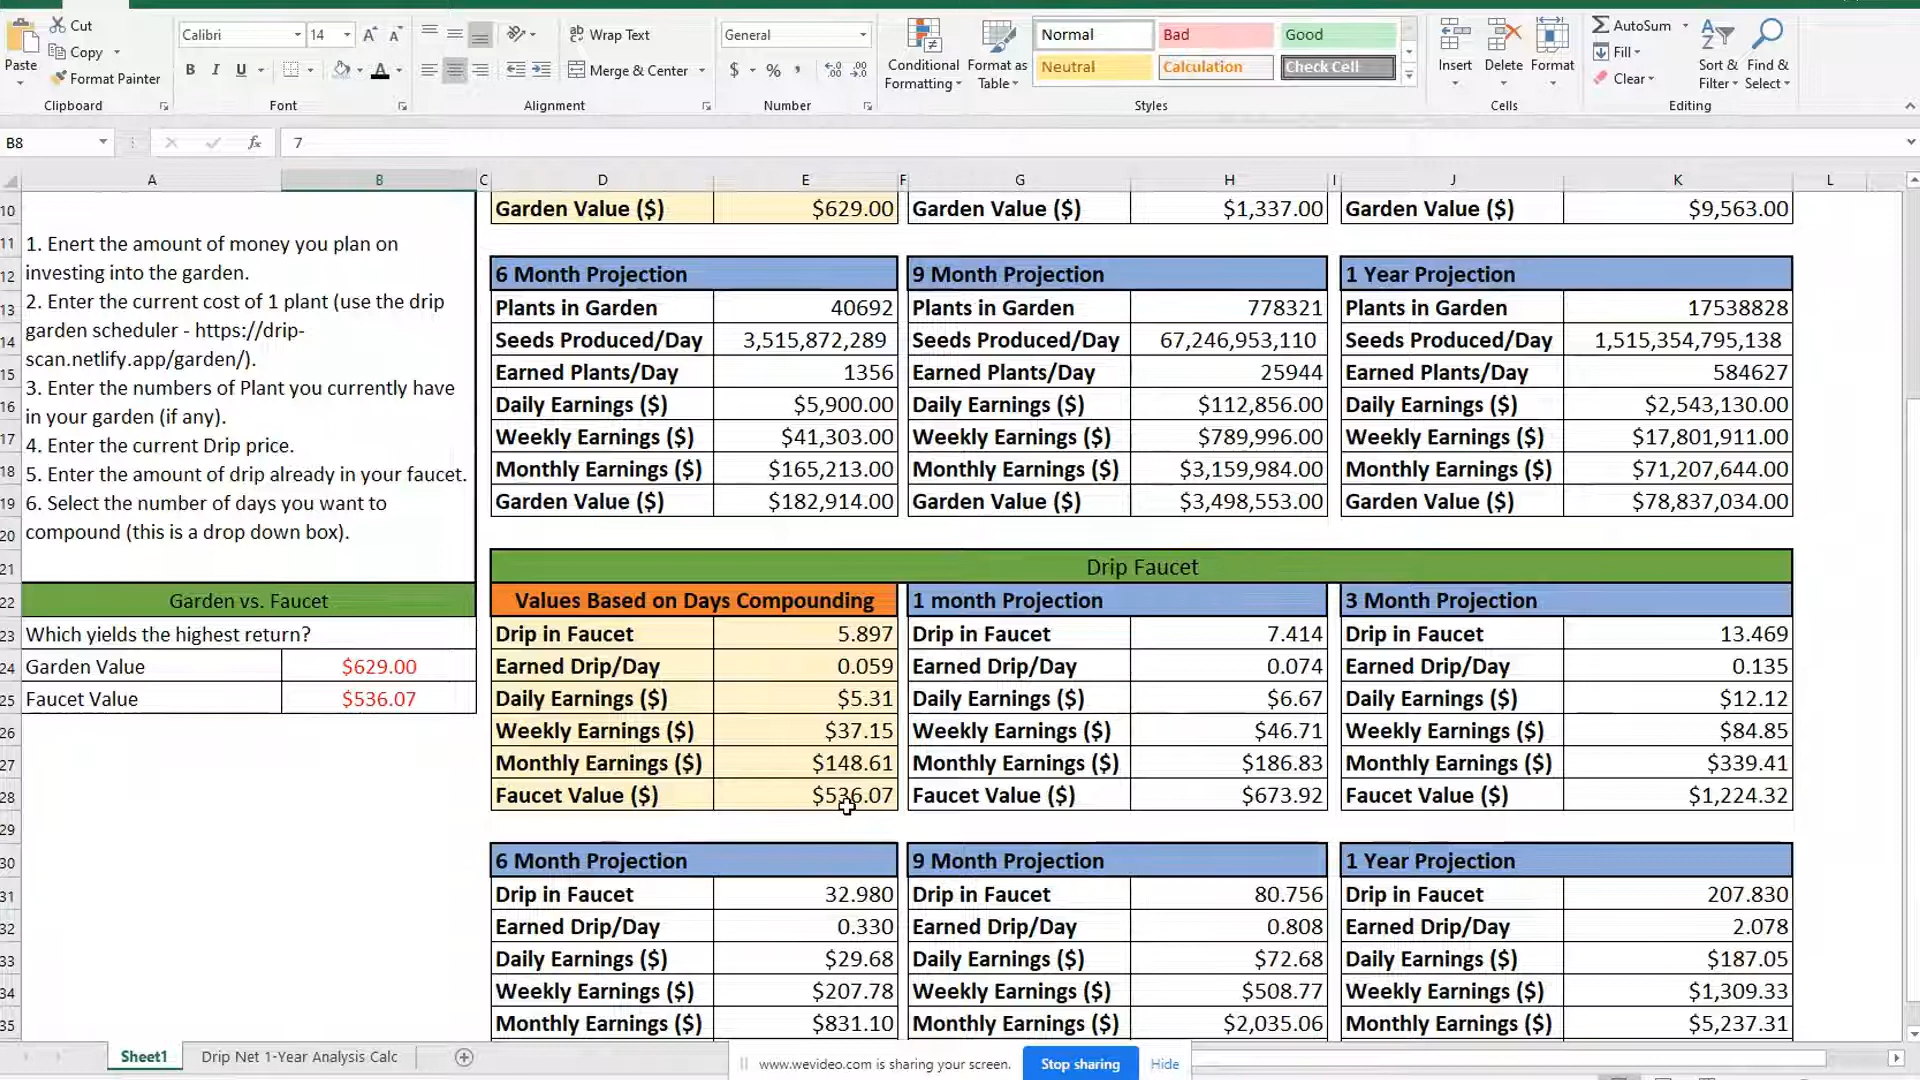 Cut
Calibri 14 A A
ab Wrap Text
General
Normal Bad Good
AutoSum
Copy
Fill
Paste
Format Painter
B I U A
Merge & Center
$ % , .00 .00
Conditional Formatting
Format as Table
Neutral Calculation Check Cell
Insert Delete Format
Clear
Sort & Filter
Find & Select
Clipboard Font Alignment Number Styles Cells Editing
B8 fx 7
A B C D E F G H I J K L
10 Garden Value ($) $629.00 Garden Value ($) $1,337.00 Garden Value ($) $9,563.00
11 1. Enert the amount of money you plan on
12 investing into the garden. 6 Month Projection 9 Month Projection 1 Year Projection
2. Enter the current cost of 1 plant (use the drip
13 Plants in Garden 40692 Plants in Garden 778321 Plants in Garden 17538828
garden scheduler - https://drip-
14 Seeds Produced/Day 3,515,872,289 Seeds Produced/Day 67,246,953,110 Seeds Produced/Day 1,515,354,795,138
scan.netlify.app/garden/).
15 Earned Plants/Day 1356 Earned Plants/Day 25944 Earned Plants/Day 584627
3. Enter the numbers of Plant you currently have
16 Daily Earnings ($) $5,900.00 Daily Earnings ($) $112,856.00 Daily Earnings ($) $2,543,130.00
in your garden (if any).
17 Weekly Earnings ($) $41,303.00 Weekly Earnings ($) $789,996.00 Weekly Earnings ($) $17,801,911.00
4. Enter the current Drip price.
18 Monthly Earnings ($) $165,213.00 Monthly Earnings ($) $3,159,984.00 Monthly Earnings ($) $71,207,644.00
5. Enter the amount of drip already in your faucet.
19 Garden Value ($) $182,914.00 Garden Value ($) $3,498,553.00 Garden Value ($) $78,837,034.00
6. Select the number of days you want to
20 compound (this is a drop down box).
21 Drip Faucet
22 Garden vs. Faucet Values Based on Days Compounding 1 month Projection 3 Month Projection
23 Which yields the highest return? Drip in Faucet 5.897 Drip in Faucet 7.414 Drip in Faucet 13.469
24 Garden Value $629.00 Earned Drip/Day 0.059 Earned Drip/Day 0.074 Earned Drip/Day 0.135
25 Faucet Value $536.07 Daily Earnings ($) $5.31 Daily Earnings ($) $6.67 Daily Earnings ($) $12.12
26 Weekly Earnings ($) $37.15 Weekly Earnings ($) $46.71 Weekly Earnings ($) $84.85
27 Monthly Earnings ($) $148.61 Monthly Earnings ($) $186.83 Monthly Earnings ($) $339.41
28 Faucet Value ($) $536.07 Faucet Value ($) $673.92 Faucet Value ($) $1,224.32
29
30 6 Month Projection 9 Month Projection 1 Year Projection
31 Drip in Faucet 32.980 Drip in Faucet 80.756 Drip in Faucet 207.830
32 Earned Drip/Day 0.330 Earned Drip/Day 0.808 Earned Drip/Day 2.078
33 Daily Earnings ($) $29.68 Daily Earnings ($) $72.68 Daily Earnings ($) $187.05
34 Weekly Earnings ($) $207.78 Weekly Earnings ($) $508.77 Weekly Earnings ($) $1,309.33
35 Monthly Earnings ($) $831.10 Monthly Earnings ($) $2,035.06 Monthly Earnings ($) $5,237.31
Sheet1 Drip Net 1-Year Analysis Calc
www.wevideo.com is sharing your screen. Stop sharing Hide